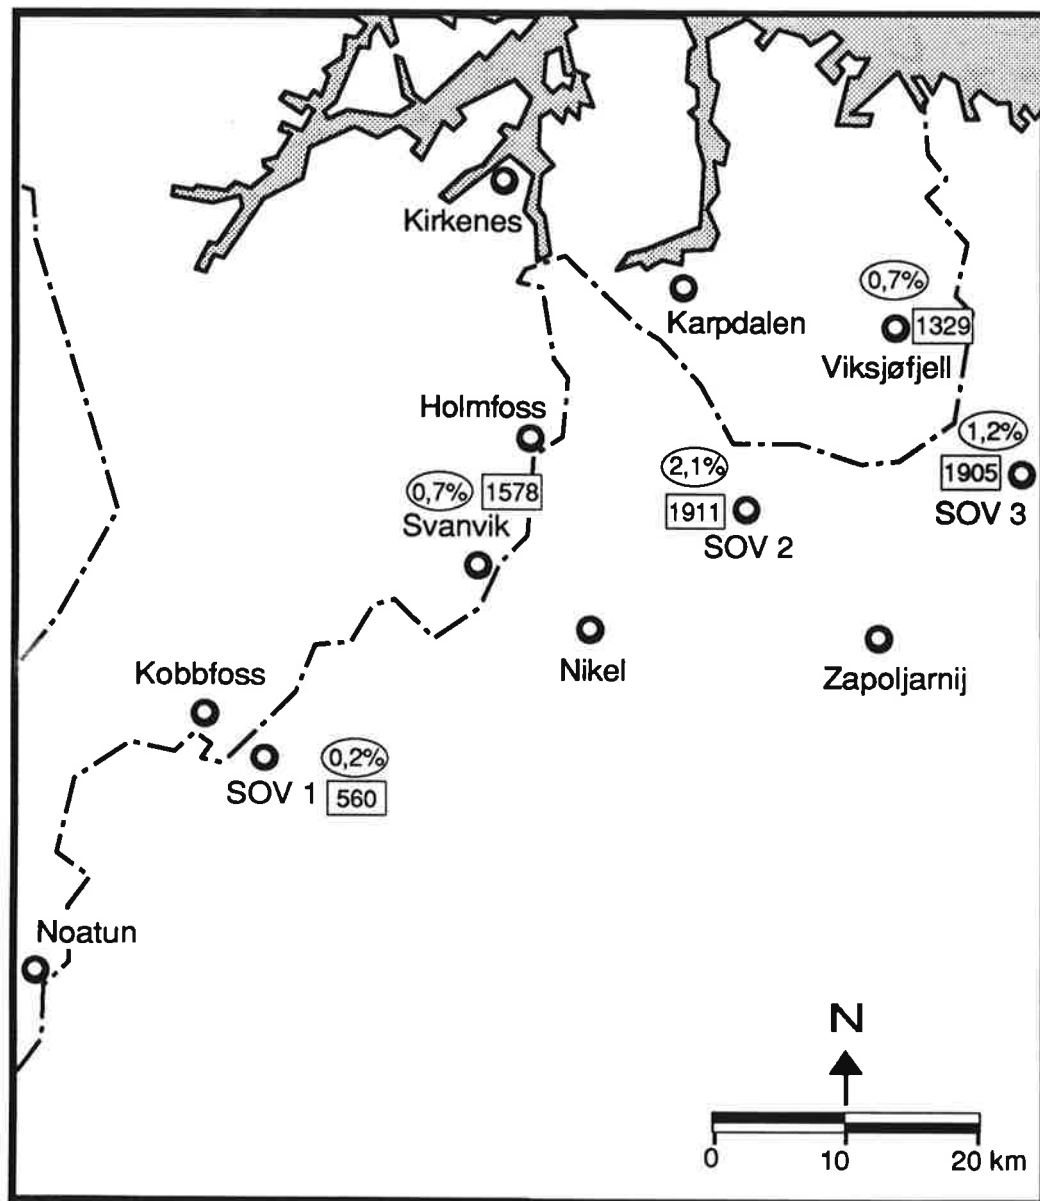 Kirkenes
0,7%
Karpdalen
1329
Viksjøfjell
Holmfoss
1,2%
2,1%
1905
0,7%
1578
1911
SOV 3
Svanvik
SOV 2
Nikel
Zapoljarnij
Kobbfoss
0,2%
SOV 1
560
Noatun
N
0
10
20 km